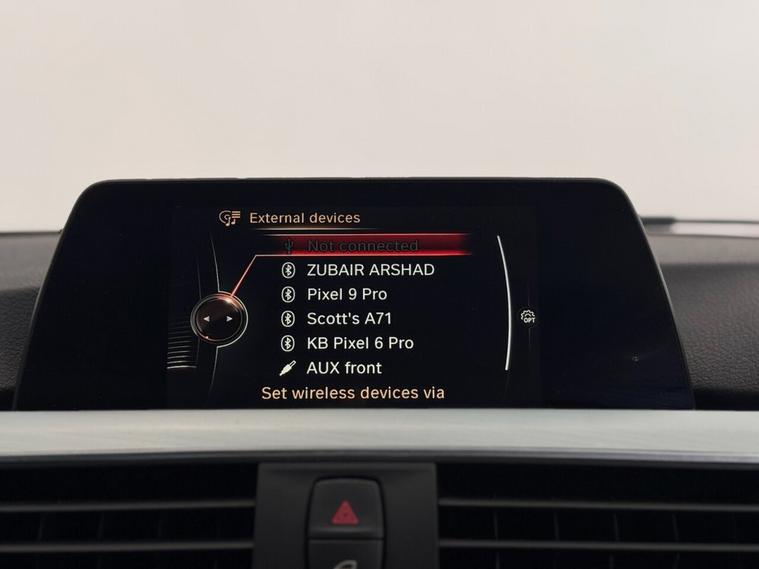 External devices
Not connected
ZUBAIR ARSHAD
Pixel 9 Pro
Scott's A71
KB Pixel 6 Pro
AUX front
Set wireless devices via
OPT